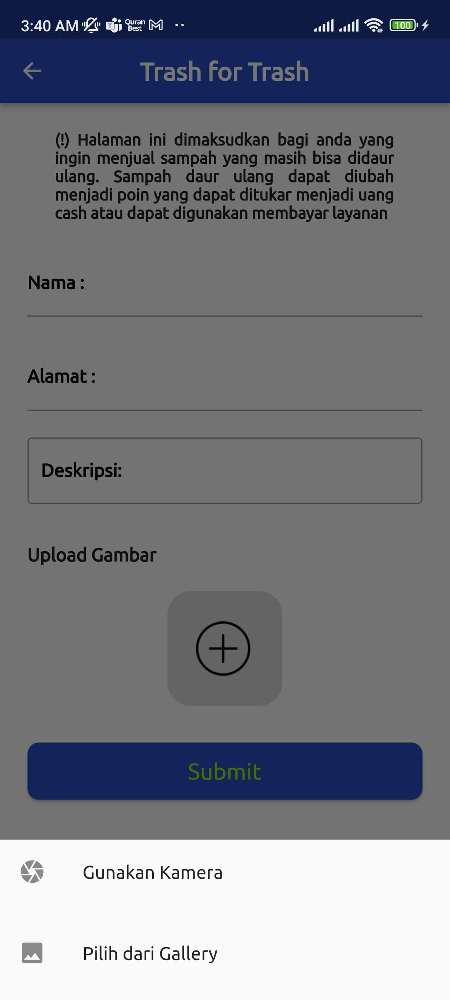 3:40 AM Quran Best 100
Trash for Trash
(!) Halaman ini dimaksudkan bagi anda yang
ingin menjual sampah yang masih bisa didaur
ulang. Sampah daur ulang dapat diubah
menjadi poin yang dapat ditukar menjadi uang
cash atau dapat digunakan membayar layanan
Nama :
Alamat :
Deskripsi:
Upload Gambar
Submit
Gunakan Kamera
Pilih dari Gallery